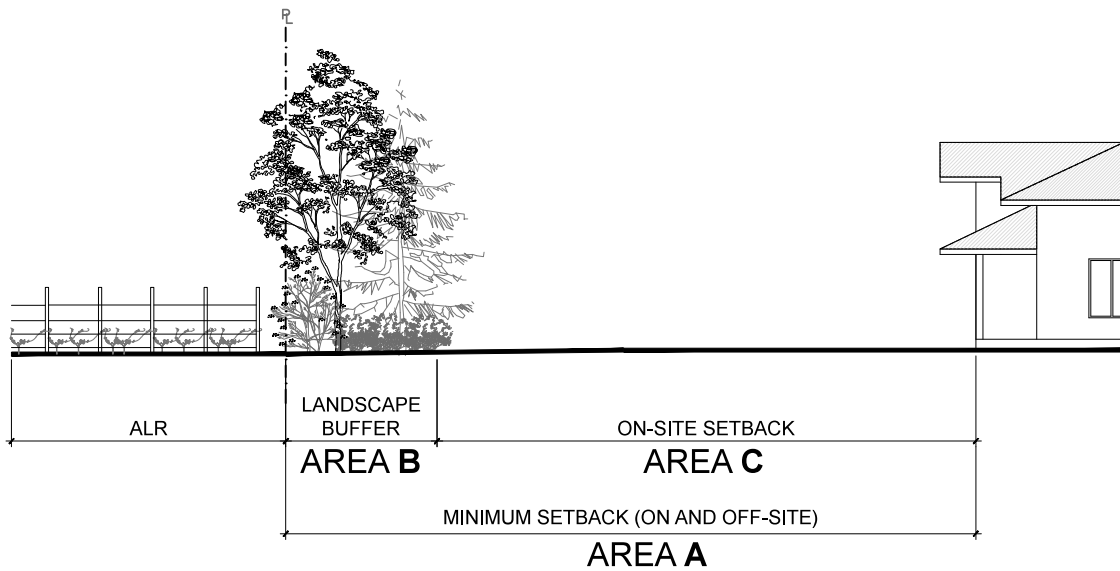 PL
ALR
LANDSCAPE
BUFFER
AREA B
ON-SITE SETBACK
AREA C
MINIMUM SETBACK (ON AND OFF-SITE)
AREA A